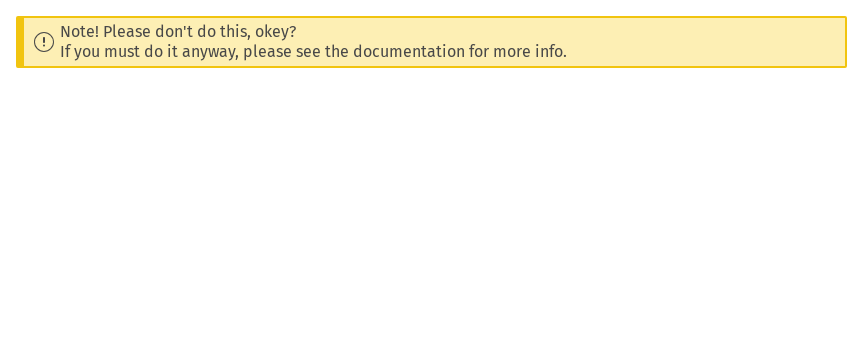 Note! Please don't do this, okey?
If you must do it anyway, please see the documentation for more info.